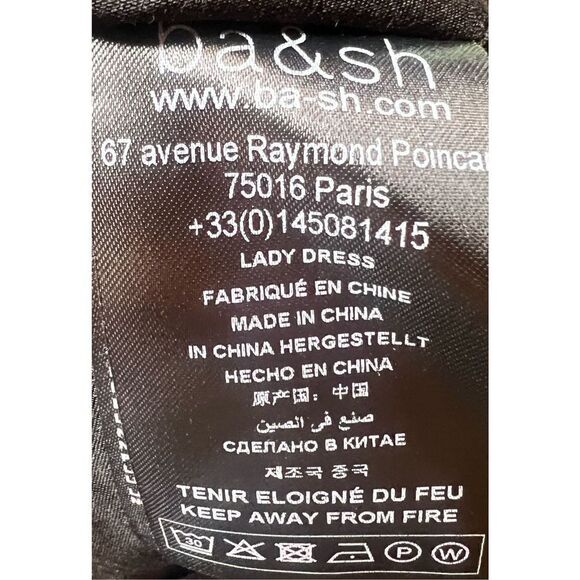 ba&sh
www.ba-sh.com
67 avenue Raymond Poincar
75016 Paris
+33(0)145081415
LADY DRESS
FABRIQUÉ EN CHINE
MADE IN CHINA
IN CHINA HERGESTELLT
HECHO EN CHINA
原产国：中国
صنع في الصين
СДЕЛАНО В КИТАЕ
제조국 중국
TENIR ELOIGNÉ DU FEU
KEEP AWAY FROM FIRE
30 P W